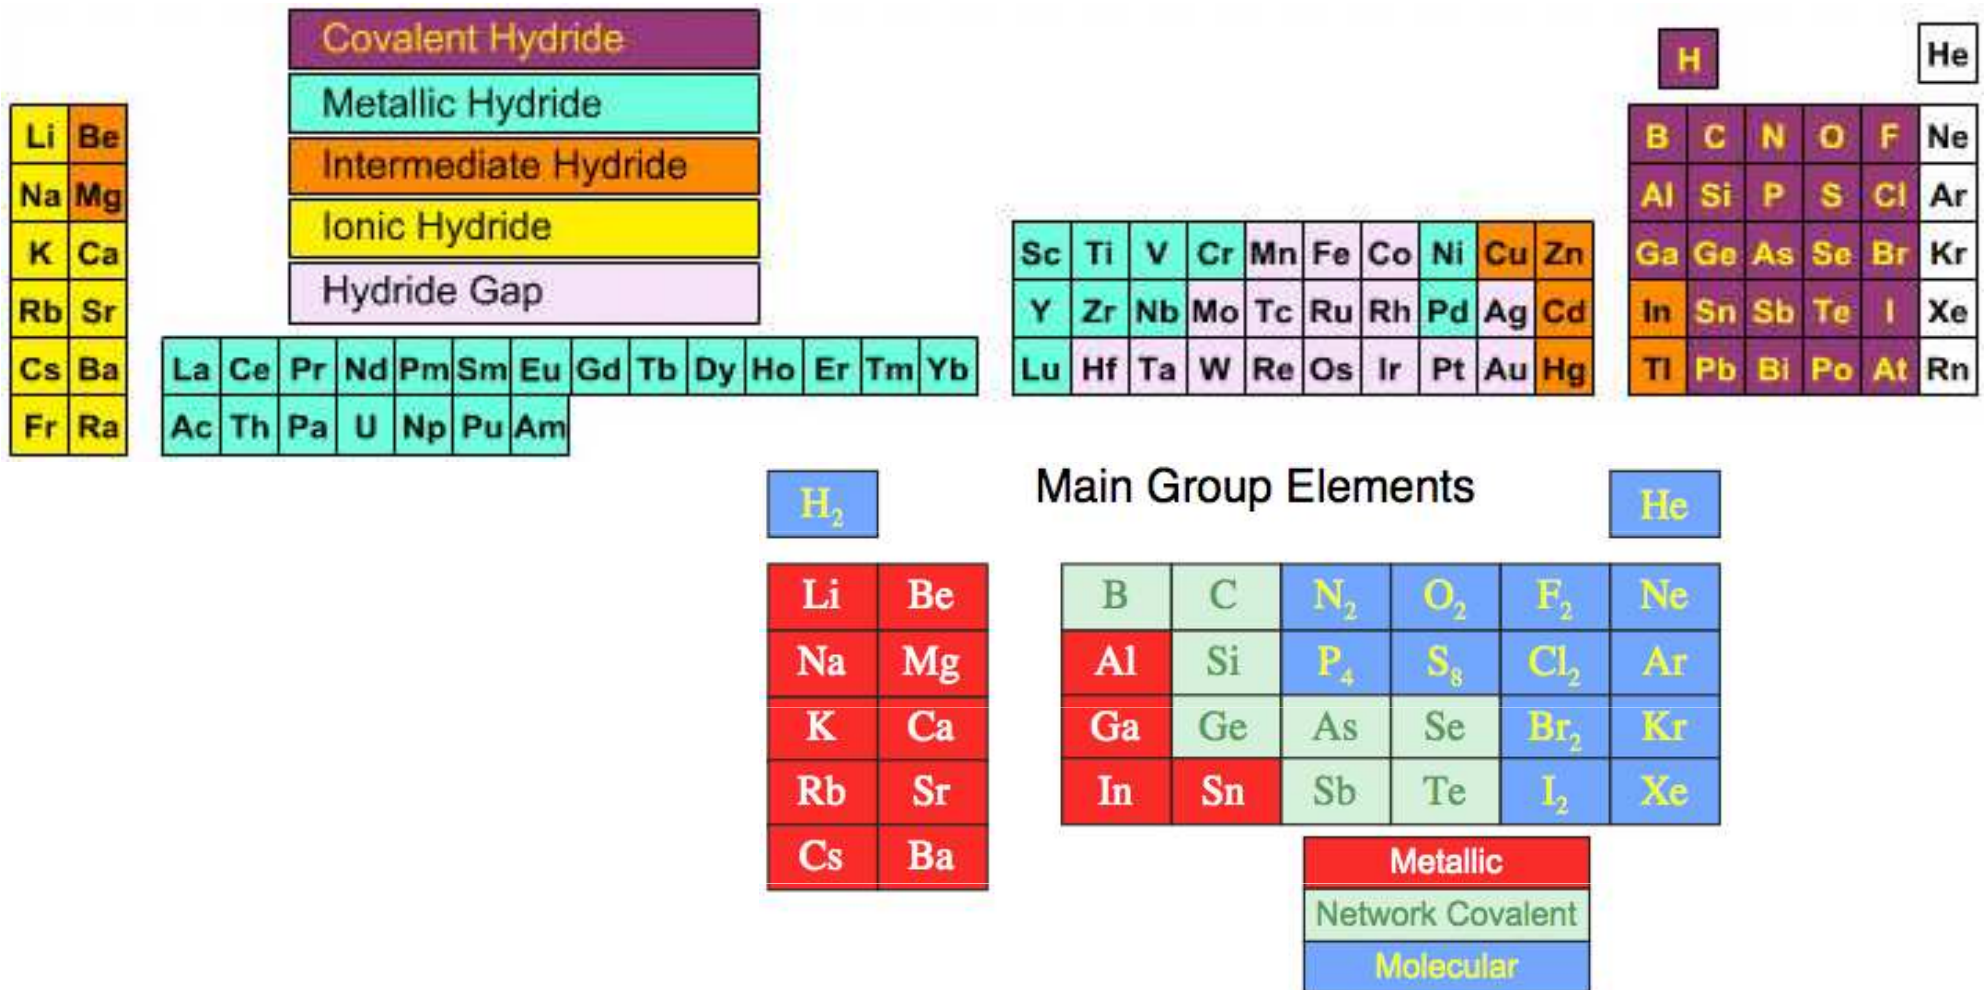 Covalent Hydride
H He
Metallic Hydride
Li Be B C N O F Ne
Intermediate Hydride
Na Mg Al Si P S Cl Ar
Ionic Hydride
K Ca Sc Ti V Cr Mn Fe Co Ni Cu Zn Ga Ge As Se Br Kr
Hydride Gap
Rb Sr Y Zr Nb Mo Tc Ru Rh Pd Ag Cd In Sn Sb Te I Xe
Cs Ba La Ce Pr Nd Pm Sm Eu Gd Tb Dy Ho Er Tm Yb Lu Hf Ta W Re Os Ir Pt Au Hg Tl Pb Bi Po At Rn
Fr Ra Ac Th Pa U Np Pu Am
Main Group Elements
H₂ He
Li Be B C N₂ O₂ F₂ Ne
Na Mg Al Si P₄ S₈ Cl₂ Ar
K Ca Ga Ge As Se Br₂ Kr
Rb Sr In Sn Sb Te I₂ Xe
Cs Ba
Metallic
Network Covalent
Molecular